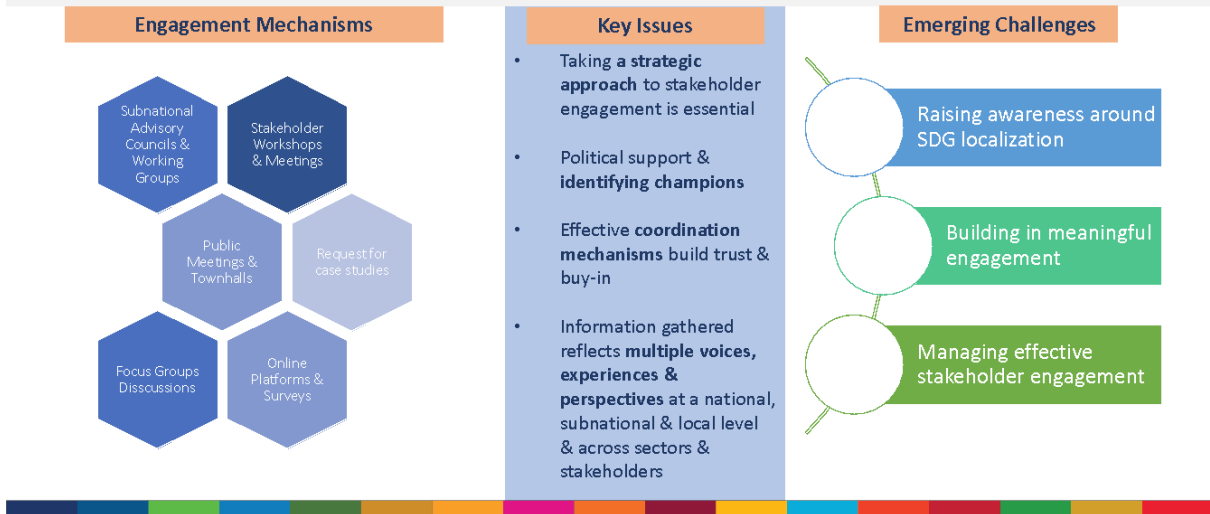 Engagement Mechanisms
Subnational
Advisory
Councils &
Working
Groups
Stakeholder
Workshops
& Meetings
Public
Meetings &
Townhalls
Request for
case studies
Focus Groups
Disscussions
Online
Platforms &
Surveys
Key Issues
• Taking a strategic
approach to stakeholder
engagement is essential
• Political support &
identifying champions
• Effective coordination
mechanisms build trust &
buy-in
• Information gathered
reflects multiple voices,
experiences &
perspectives at a national,
subnational & local level
& across sectors &
stakeholders
Emerging Challenges
Raising awareness around
SDG localization
Building in meaningful
engagement
Managing effective
stakeholder engagement